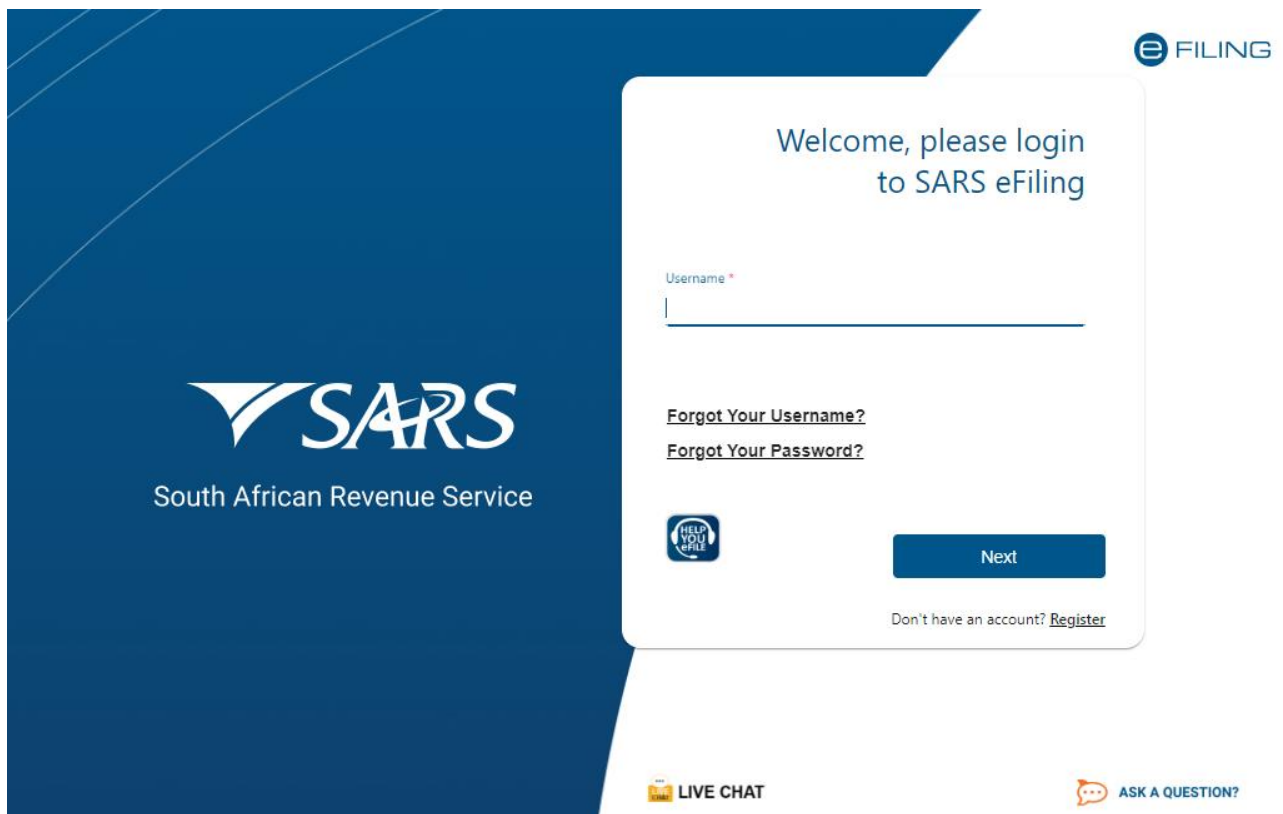 e FILING
Welcome, please login
to SARS eFiling
Username *
SARS
South African Revenue Service
Forgot Your Username?
Forgot Your Password?
HELP
YOU
eFILE
Next
Don't have an account? Register
LIVE CHAT
ASK A QUESTION?